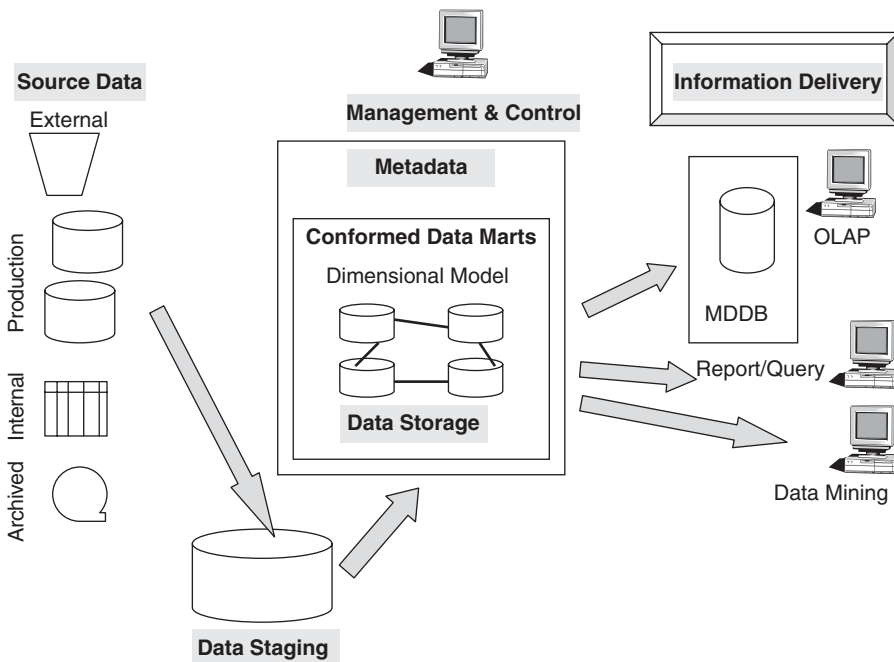 Source Data
External
Production
Internal
Archived
Data Staging
Management & Control
Metadata
Conformed Data Marts
Dimensional Model
Data Storage
Information Delivery
OLAP
MDDB
Report/Query
Data Mining